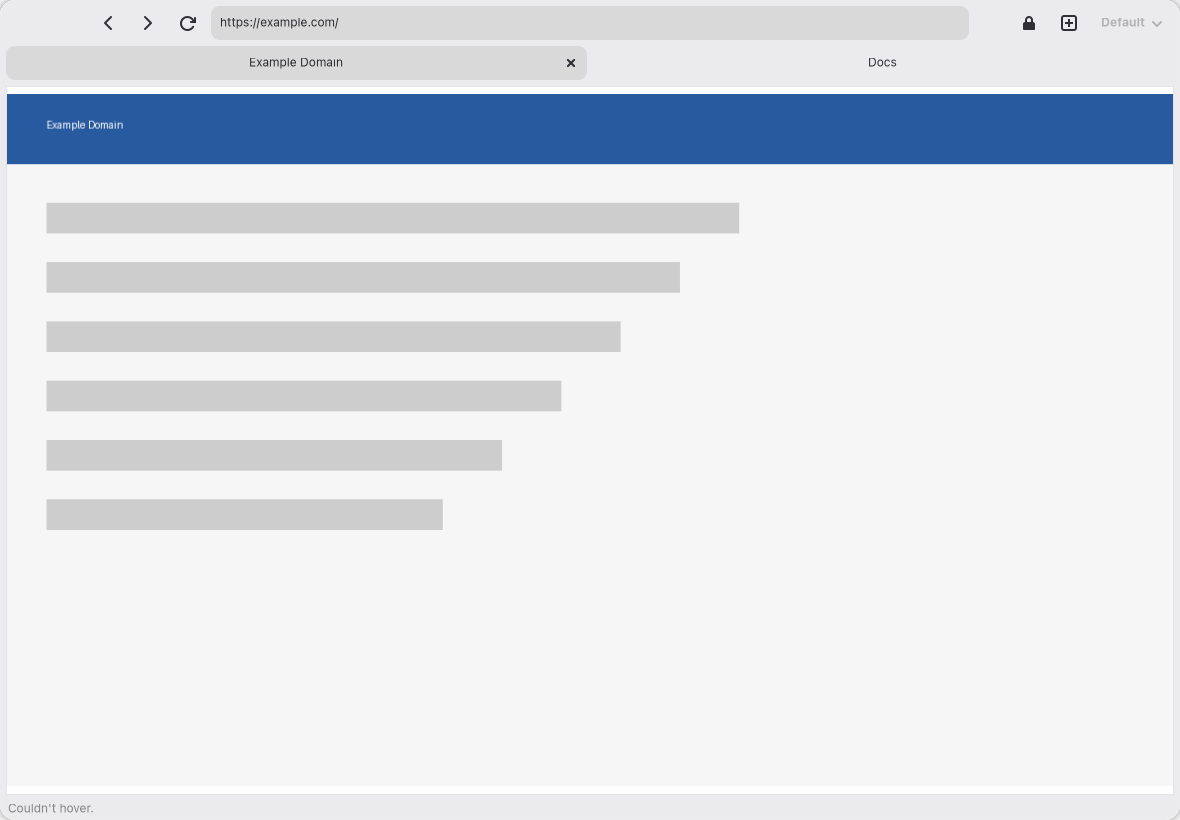 https://example.com/
Default
Example Domain
Docs
Example Domain
Couldn't hover.